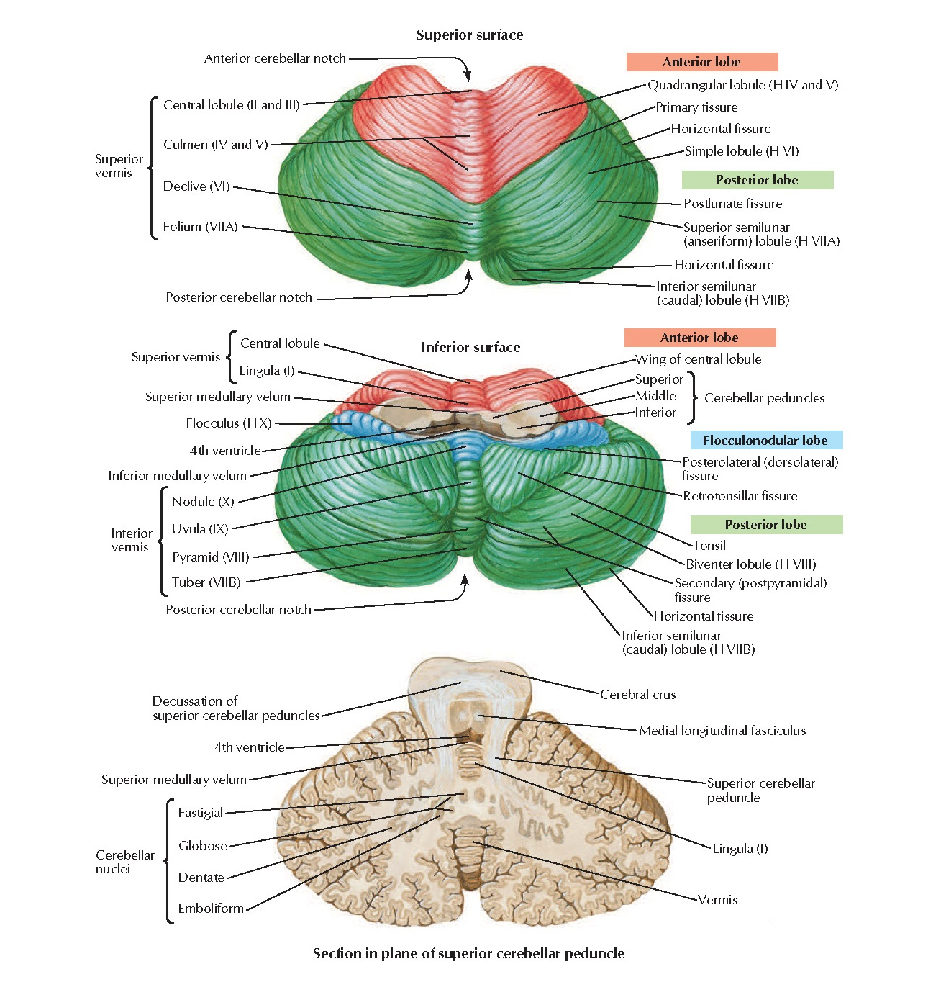 Superior surface
Anterior cerebellar notch
Anterior lobe
Quadrangular lobule (H IV and V)
Primary fissure
Horizontal fissure
Simple lobule (H VI)
Posterior lobe
Postlunate fissure
Superior semilunar
(anseriform) lobule (H VIIA)
Horizontal fissure
Inferior semilunar
(caudal) lobule (H VIIB)
Superior
vermis
Central lobule (II and III)
Culmen (IV and V)
Declive (VI)
Folium (VIIA)
Posterior cerebellar notch
Inferior surface
Superior vermis
Central lobule
Lingula (I)
Superior medullary velum
Flocculus (H X)
4th ventricle
Inferior medullary velum
Inferior
vermis
Nodule (X)
Uvula (IX)
Pyramid (VIII)
Tuber (VIIB)
Posterior cerebellar notch
Anterior lobe
Wing of central lobule
Superior
Middle
Inferior
Cerebellar peduncles
Flocculonodular lobe
Posterolateral (dorsolateral)
fissure
Retrotonsillar fissure
Posterior lobe
Tonsil
Biventer lobule (H VIII)
Secondary (postpyramidal)
fissure
Horizontal fissure
Inferior semilunar
(caudal) lobule (H VIIB)
Decussation of
superior cerebellar peduncles
4th ventricle
Superior medullary velum
Cerebellar
nuclei
Fastigial
Globose
Dentate
Emboliform
Cerebral crus
Medial longitudinal fasciculus
Superior cerebellar
peduncle
Lingula (I)
Vermis
Section in plane of superior cerebellar peduncle